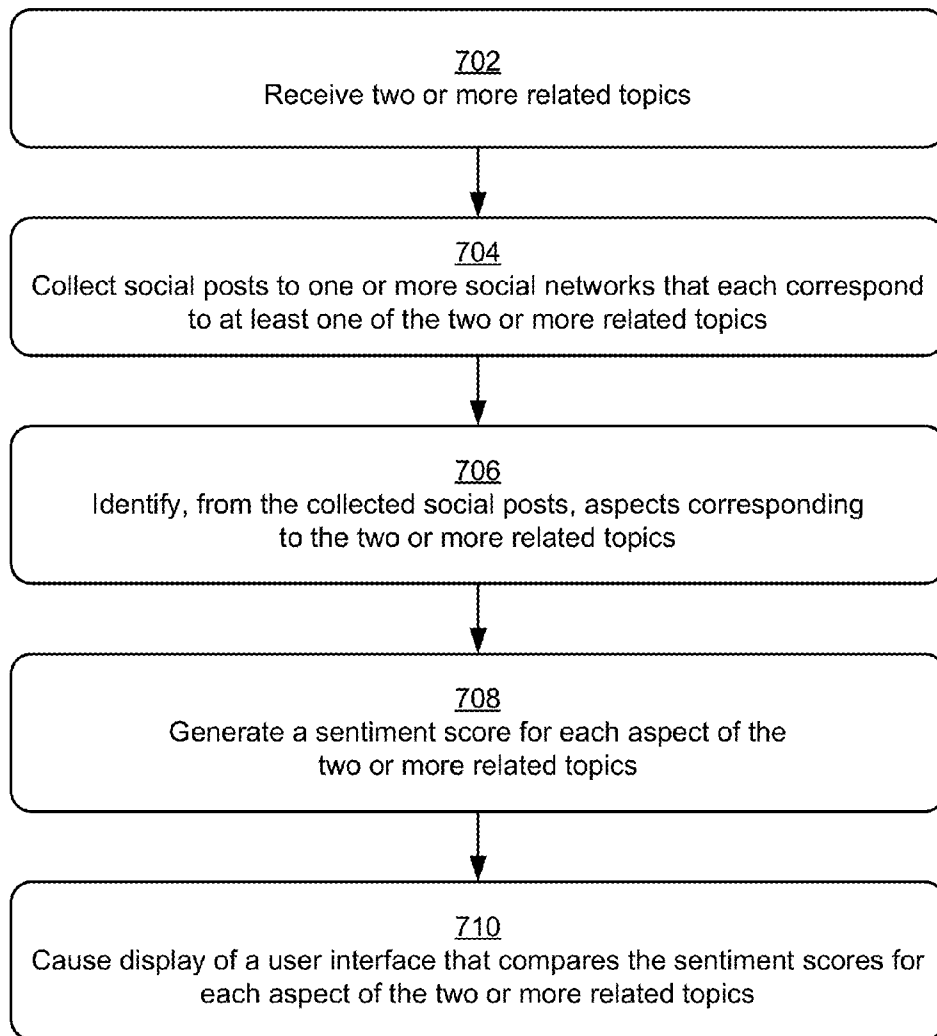 702
Receive two or more related topics
704
Collect social posts to one or more social networks that each correspond
to at least one of the two or more related topics
706
Identify, from the collected social posts, aspects corresponding
to the two or more related topics
708
Generate a sentiment score for each aspect of the
two or more related topics
710
Cause display of a user interface that compares the sentiment scores for
each aspect of the two or more related topics